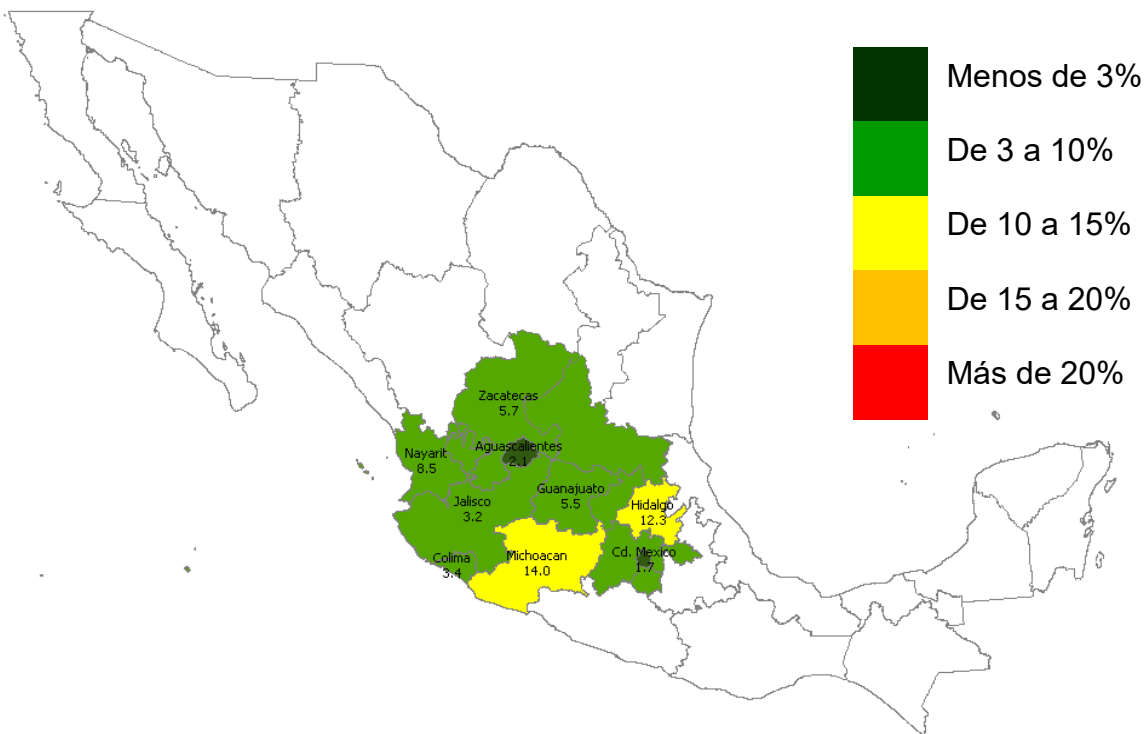 Menos de 3%
De 3 a 10%
De 10 a 15%
De 15 a 20%
Más de 20%
Zacatecas
5.7
Aguascalientes
2.1
Nayarit
8.5
Guanajuato
5.5
Jalisco
3.2
Hidalgo
12.3
Cd. Mexico
1.7
Colima
3.4
Michoacan
14.0